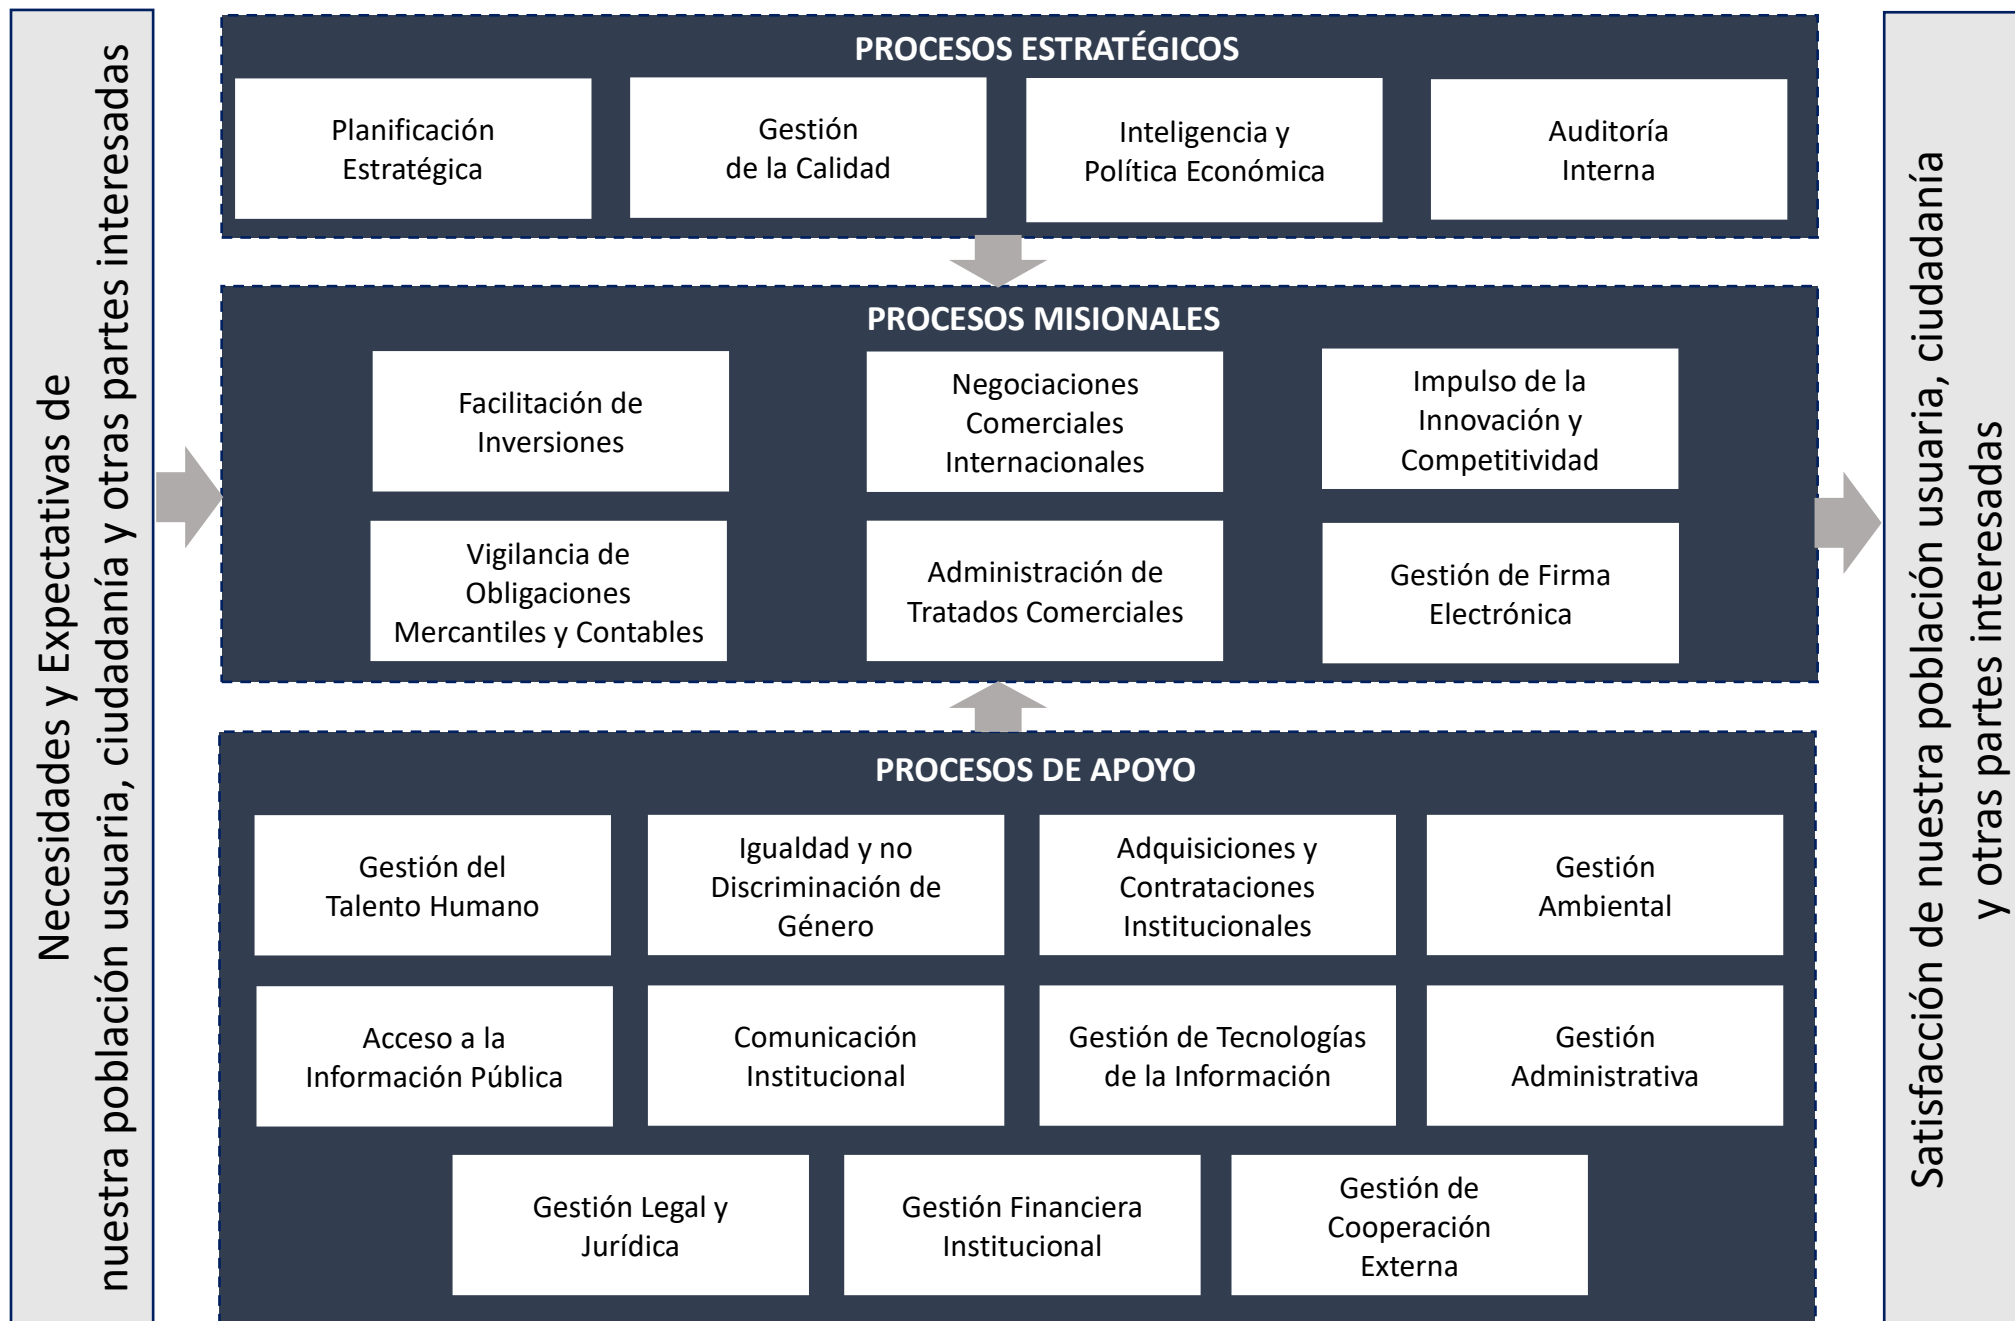 Necesidades y Expectativas de
nuestra población usuaria, ciudadanía y otras partes interesadas
PROCESOS ESTRATÉGICOS
Planificación
Estratégica
Gestión
de la Calidad
Inteligencia y
Política Económica
Auditoría
Interna
PROCESOS MISIONALES
Facilitación de
Inversiones
Negociaciones
Comerciales
Internacionales
Impulso de la
Innovación y
Competitividad
Vigilancia de
Obligaciones
Mercantiles y Contables
Administración de
Tratados Comerciales
Gestión de Firma
Electrónica
PROCESOS DE APOYO
Gestión del
Talento Humano
Igualdad y no
Discriminación de
Género
Adquisiciones y
Contrataciones
Institucionales
Gestión
Ambiental
Acceso a la
Información Pública
Comunicación
Institucional
Gestión de Tecnologías
de la Información
Gestión
Administrativa
Gestión Legal y
Jurídica
Gestión Financiera
Institucional
Gestión de
Cooperación
Externa
Satisfacción de nuestra población usuaria, ciudadanía
y otras partes interesadas